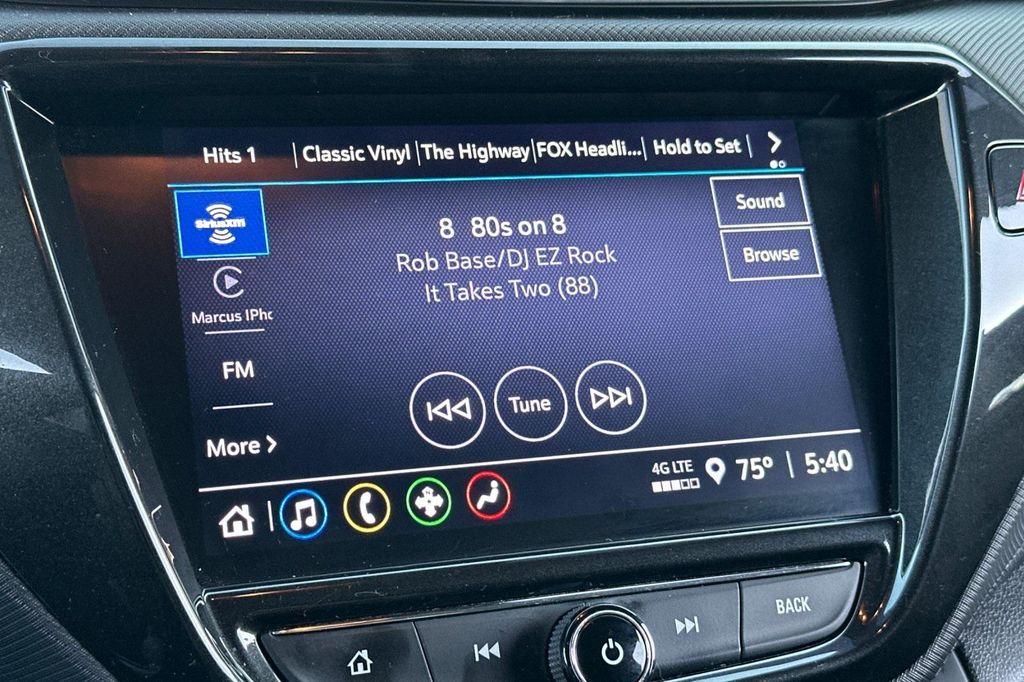 Hits 1 Classic Vinyl The Highway FOX Headli... Hold to Set
SiriusXM
8 80s on 8
Rob Base/DJ EZ Rock
It Takes Two (88)
Sound
Browse
Marcus IPho
FM
More
Tune
4G LTE
75° 5:40
BACK